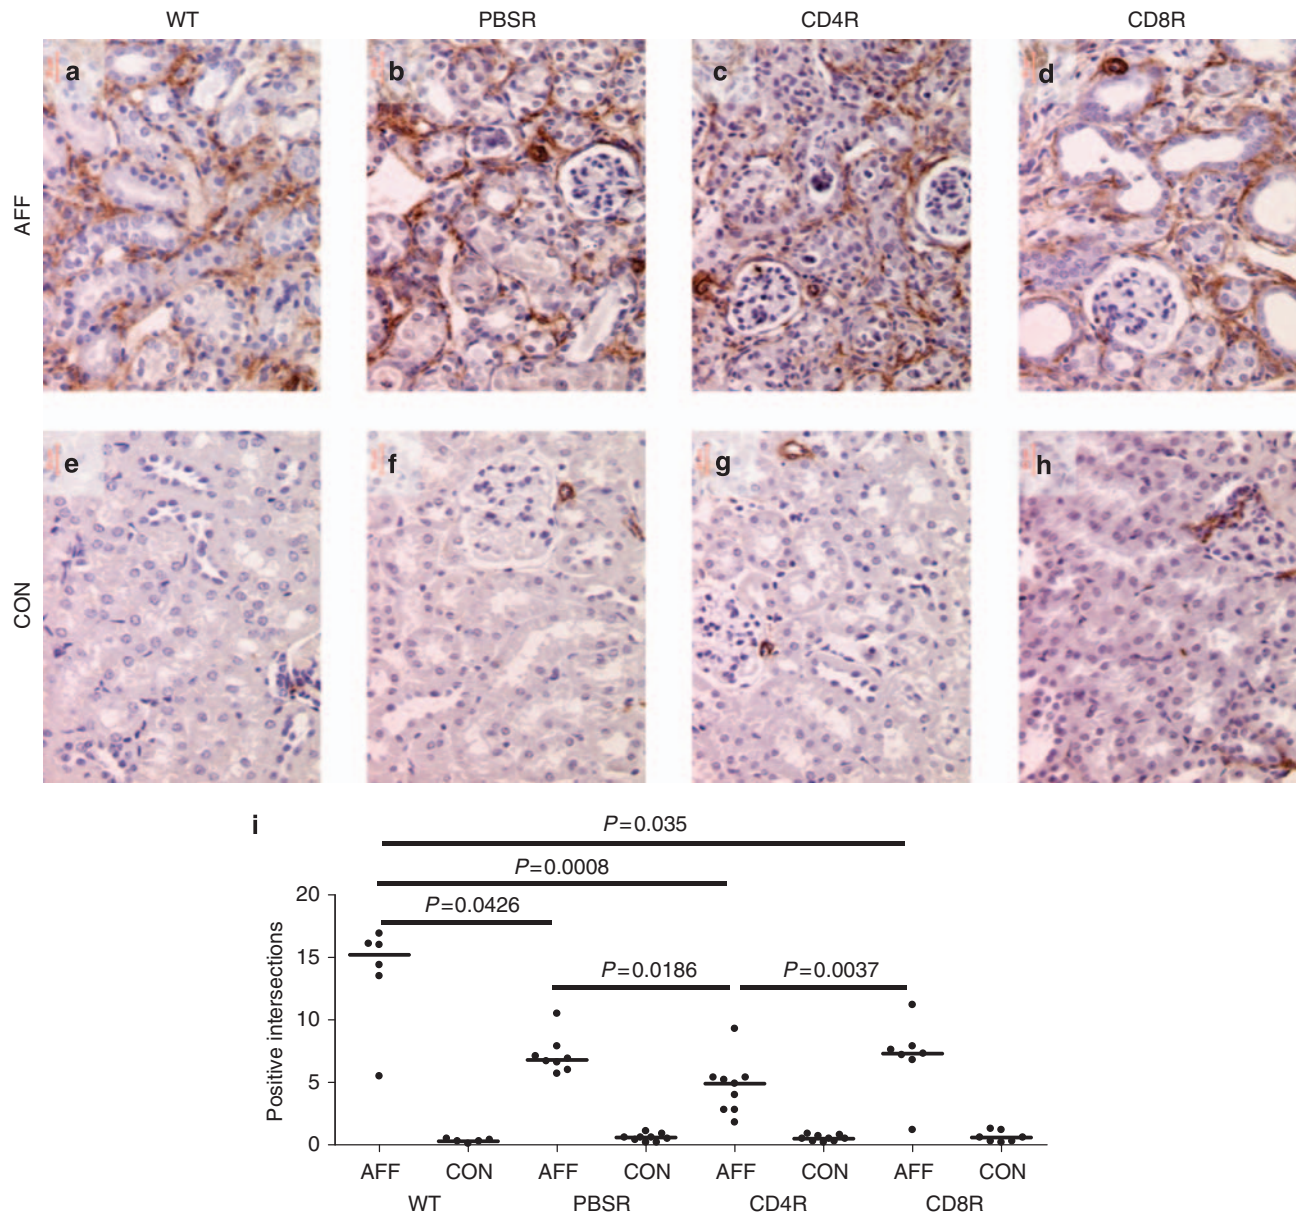 WT PBSR CD4R CD8R
AFF
a b c d
CON
e f g h
i
P=0.035
P=0.0008
P=0.0426
P=0.0186 P=0.0037
Positive intersections
20
15
10
5
0
AFF CON AFF CON AFF CON AFF CON
WT PBSR CD4R CD8R